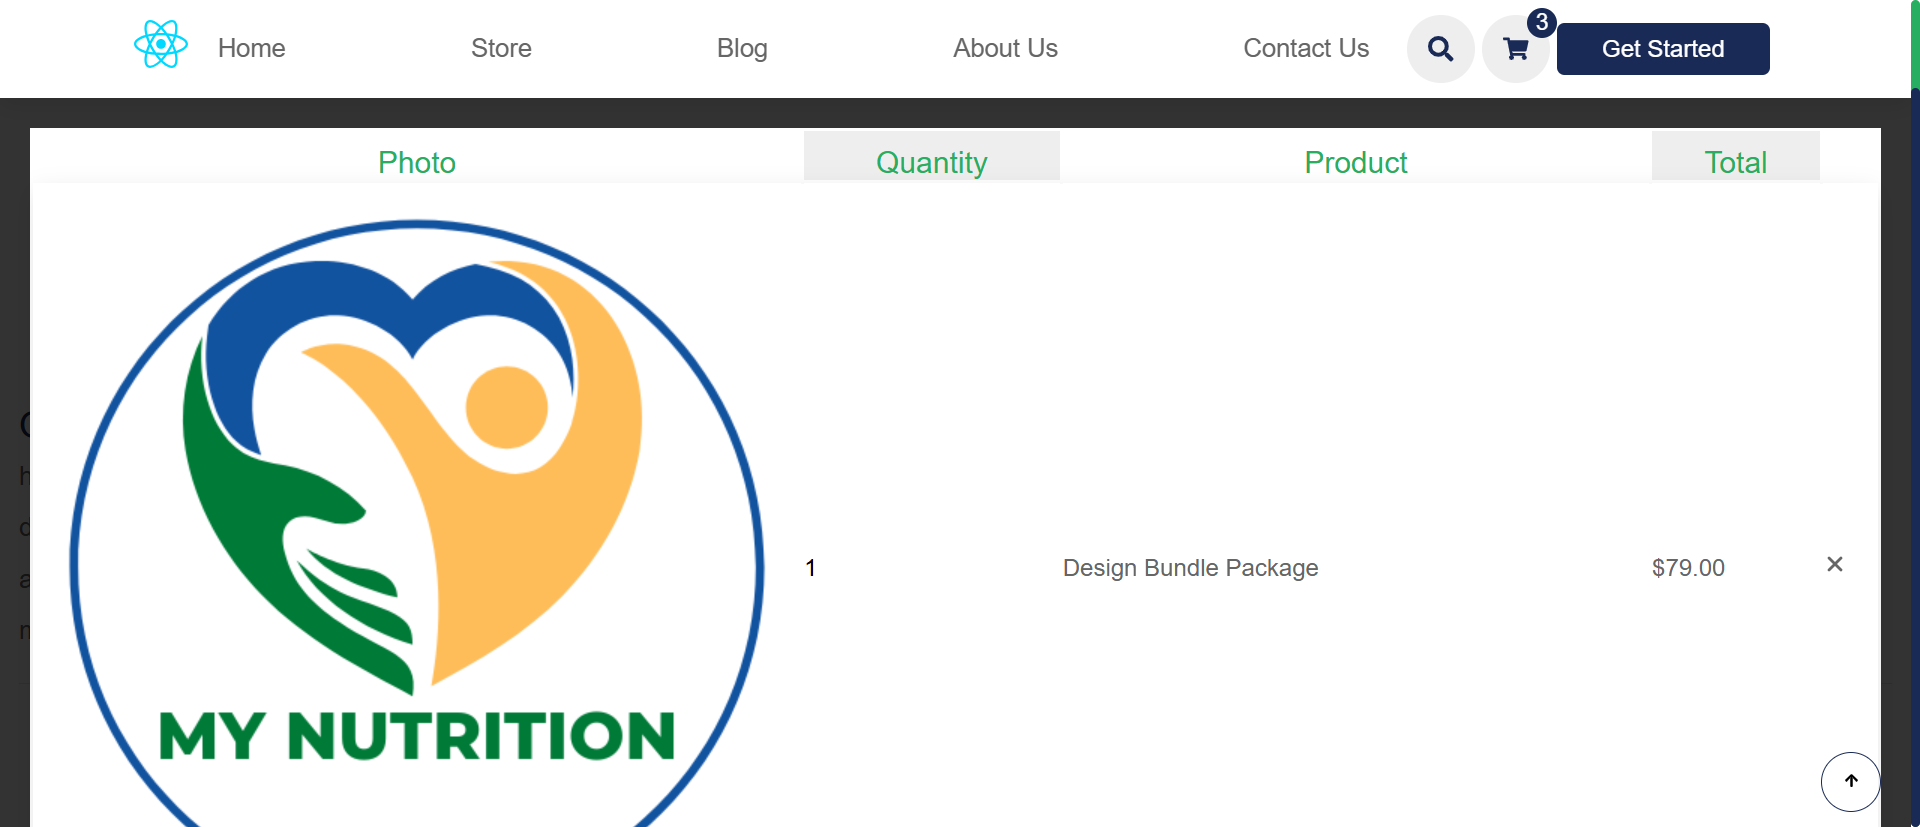 Home Store Blog About Us Contact Us 3 Get Started
Photo Quantity Product Total
1 Design Bundle Package $79.00 ×
MY NUTRITION